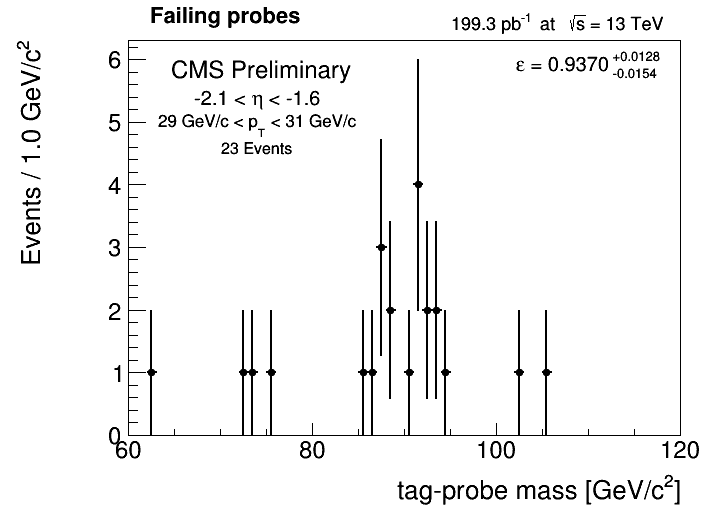 Failing probes
199.3 pb⁻¹ at √s = 13 TeV
CMS Preliminary
-2.1 < η < -1.6
29 GeV/c < p_T < 31 GeV/c
23 Events
ε = 0.9370 +0.0128 -0.0154
Events / 1.0 GeV/c²
6
5
4
3
2
1
0
60 80 100 120
tag-probe mass [GeV/c²]